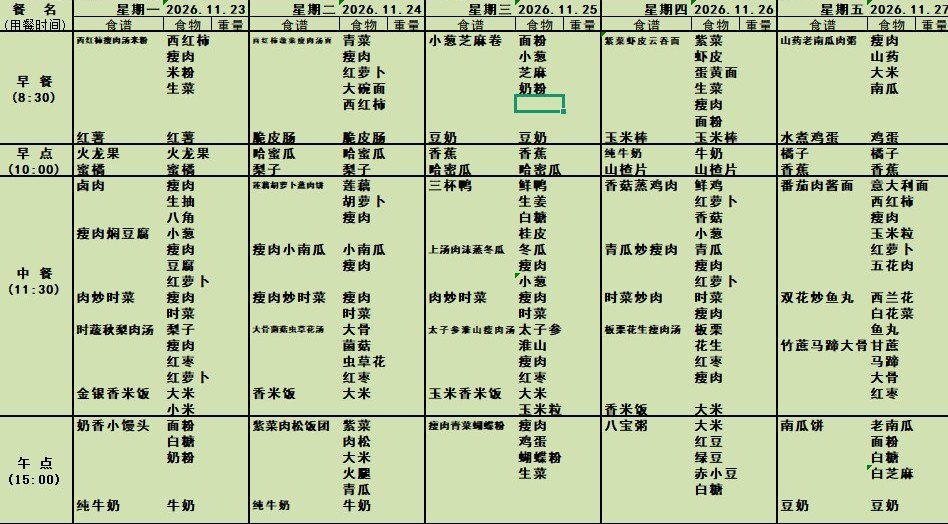 餐 名 星期一 2026.11.23 星期二 2026.11.24 星期三 2026.11.25 星期四 2026.11.26 星期五 2026.11.27
(用餐时间) 食谱 食物 重量 食谱 食物 重量 食谱 食物 重量 食谱 食物 重量 食谱 食物 重量
西红柿瘦肉汤米粉 西红柿 青菜 小葱芝麻卷 面粉 紫菜虾皮云吞面 紫菜 山药老南瓜肉粥 瘦肉
瘦肉 瘦肉 小葱 虾皮 山药
米粉 红萝卜 芝麻 蛋黄面 大米
早餐 生菜 大碗面 奶粉 生菜 南瓜
(8:30) 西红柿 瘦肉
面粉
红薯 红薯 脆皮肠 脆皮肠 豆奶 豆奶 玉米棒 玉米棒 水煮鸡蛋 鸡蛋
早点 火龙果 火龙果 哈蜜瓜 哈蜜瓜 香蕉 香蕉 纯牛奶 牛奶 橘子 橘子
(10:00) 蜜橘 蜜橘 梨子 梨子 哈蜜瓜 哈蜜瓜 山楂片 山楂片 香蕉 香蕉
卤肉 瘦肉 莲藕胡萝卜蒸肉饼 莲藕 三杯鸭 鲜鸭 香菇蒸鸡肉 鲜鸡 番茄肉酱面 意大利面
生抽 胡萝卜 生姜 红萝卜 西红柿
八角 瘦肉 白糖 香菇 瘦肉
瘦肉焖豆腐 小葱 桂皮 小葱 玉米粒
瘦肉 瘦肉小南瓜 小南瓜 上汤肉沫蒸冬瓜 冬瓜 青瓜炒瘦肉 青瓜 红萝卜
中餐 豆腐 瘦肉 瘦肉 瘦肉 五花肉
(11:30) 红萝卜 小葱 红萝卜
肉炒时菜 瘦肉 瘦肉炒时菜 瘦肉 肉炒时菜 瘦肉 时菜炒肉 时菜 双花炒鱼丸 西兰花
时菜 时菜 时菜 瘦肉 白花菜
时蔬秋梨肉汤 梨子 大骨菌菇虫草花汤 大骨 太子参淮山瘦肉汤 太子参 板栗花生瘦肉汤 板栗 鱼丸
瘦肉 菌菇 淮山 花生 竹蔗马蹄大骨 甘蔗
红枣 虫草花 瘦肉 红枣 马蹄
红萝卜 红枣 红枣 瘦肉 大骨
金银香米饭 大米 香米饭 大米 玉米香米饭 大米 红枣
小米 玉米粒 香米饭 大米
奶香小馒头 面粉 紫菜肉松饭团 紫菜 瘦肉青菜蝴蝶粉 瘦肉 八宝粥 大米 南瓜饼 老南瓜
白糖 肉松 鸡蛋 红豆 面粉
午点 奶粉 大米 蝴蝶粉 绿豆 白糖
(15:00) 火腿 生菜 赤小豆 白芝麻
青瓜 白糖
纯牛奶 牛奶 纯牛奶 牛奶 豆奶 豆奶